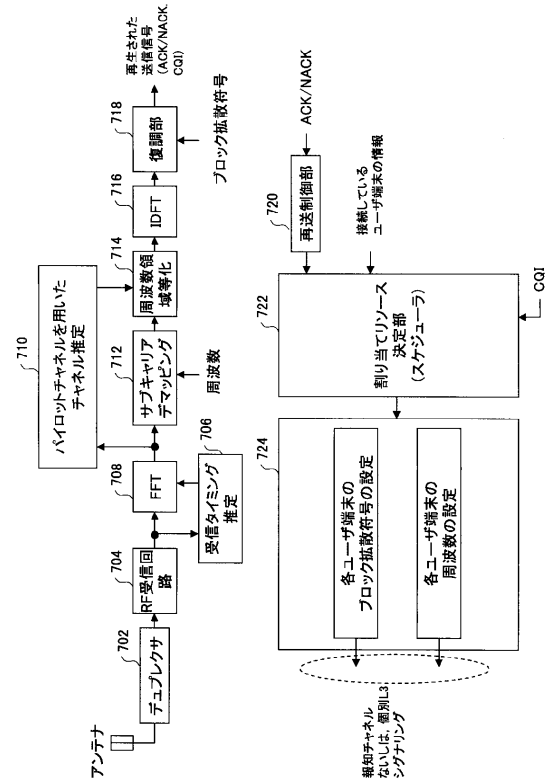 アンテナ
702
デュプレクサ
704
RF受信回
路
706
受信タイミング
推定
708
FFT
710
パイロットチャネルを用いた
チャネル推定
712
サブキャリア
デマッピング
周波数
714
周波数領
域等化
716
IDFT
718
復調部
ブロック拡散符号
再生された
送信信号
(ACK/NACK,
CQI)
720
再送制御部
ACK/NACK
接続している
ユーザ端末の情報
722
割り当てリソース
決定部
(スケジューラ)
CQI
724
各ユーザ端末の
ブロック拡散符号の設定
各ユーザ端末の
周波数の設定
報知チャネル
ないしは、個別L3
シグナリング